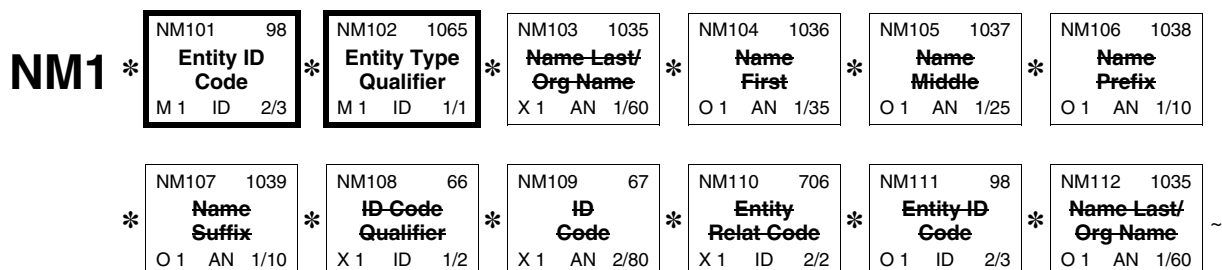 NM101 98 NM102 1065 NM103 1035 NM104 1036 NM105 1037 NM106 1038
NM1 * Entity ID * Entity Type * Name Last/ * Name * Name * Name
Code Qualifier Org Name First Middle Prefix
M 1 ID 2/3 M 1 ID 1/1 X 1 AN 1/60 O 1 AN 1/35 O 1 AN 1/25 O 1 AN 1/10
NM107 1039 NM108 66 NM109 67 NM110 706 NM111 98 NM112 1035
* Name * ID Code * ID * Entity * Entity ID * Name Last/ ~
Suffix Qualifier Code Relat Code Code Org Name
O 1 AN 1/10 X 1 ID 1/2 X 1 AN 2/80 X 1 ID 2/2 O 1 ID 2/3 O 1 AN 1/60